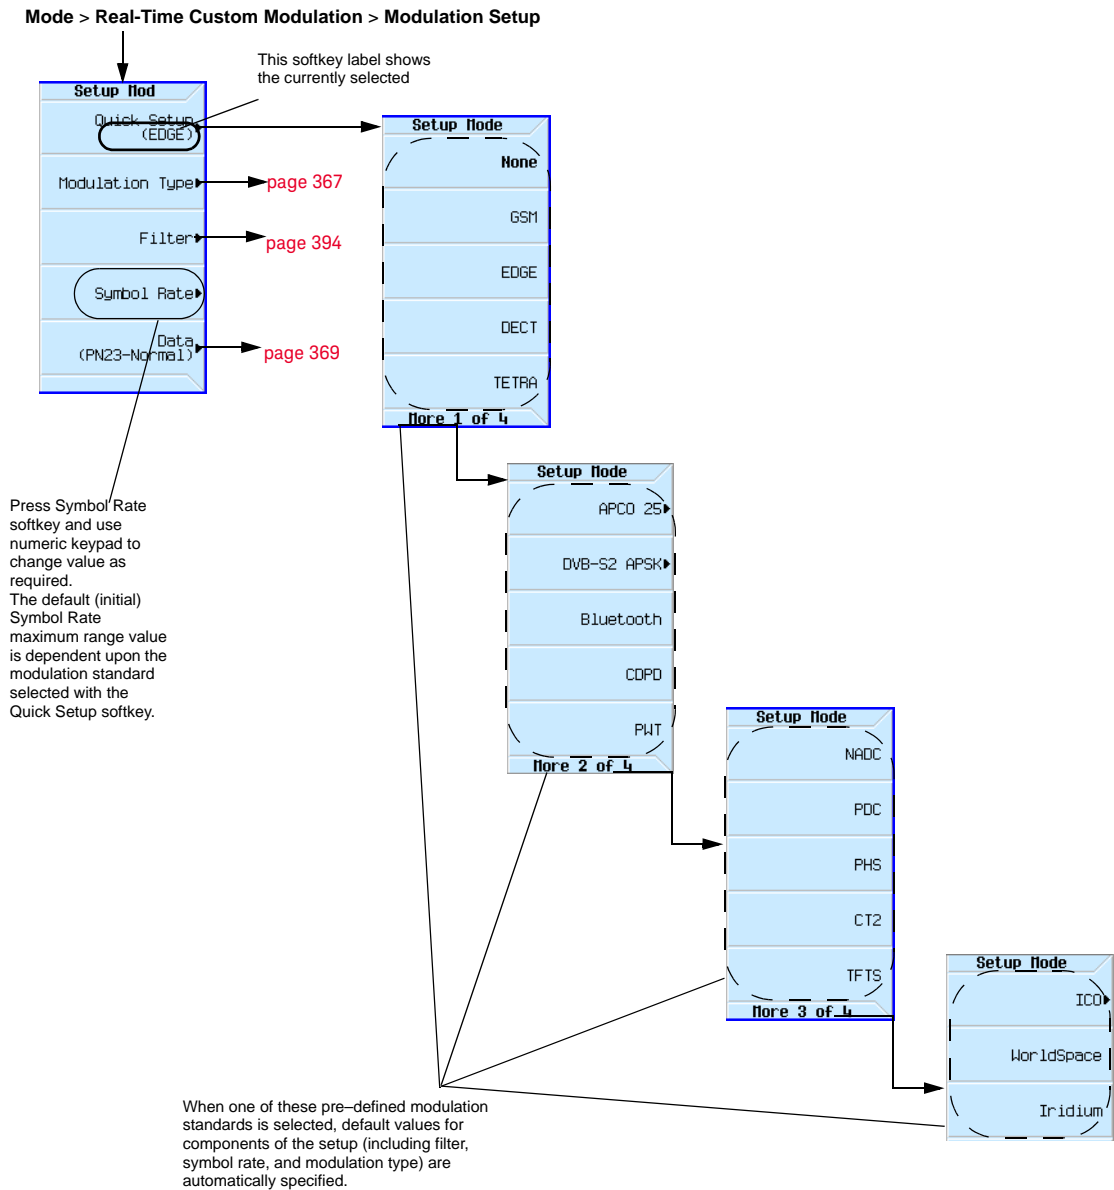 Mode > Real-Time Custom Modulation > Modulation Setup
This softkey label shows
the currently selected
Setup Mod
Quick Setup
(EDGE)
Modulation Type
page 367
Filter
page 394
Symbol Rate
Data
(PN23-Normal)
page 369
Setup Mode
None
GSM
EDGE
DECT
TETRA
More 1 of 4
Press Symbol Rate
softkey and use
numeric keypad to
change value as
required.
The default (initial)
Symbol Rate
maximum range value
is dependent upon the
modulation standard
selected with the
Quick Setup softkey.
Setup Mode
APCO 25
DVB-S2 APSK
Bluetooth
CDPD
PWT
More 2 of 4
Setup Mode
NADC
PDC
PHS
CT2
TFTS
More 3 of 4
Setup Mode
ICO
WorldSpace
Iridium
When one of these pre–defined modulation
standards is selected, default values for
components of the setup (including filter,
symbol rate, and modulation type) are
automatically specified.